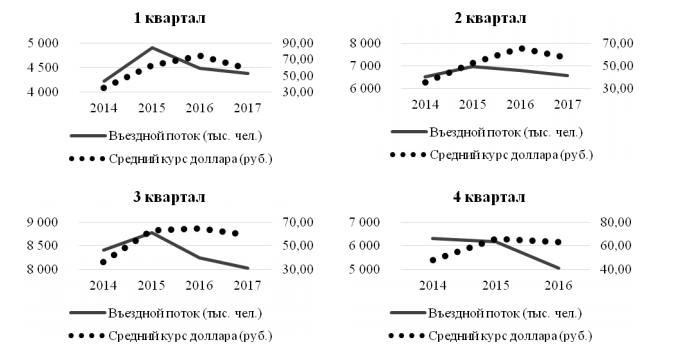 1 квартал
5 000
4 500
4 000
90,00
70,00
50,00
30,00
2014 2015 2016 2017
Въездной поток (тыс. чел.)
Средний курс доллара (руб.)
2 квартал
8 000
7 000
6 000
70,00
50,00
30,00
2014 2015 2016 2017
Въездной поток (тыс. чел.)
Средний курс доллара (руб.)
3 квартал
9 000
8 500
8 000
70,00
50,00
30,00
2014 2015 2016 2017
Въездной поток (тыс. чел.)
Средний курс доллара (руб.)
4 квартал
7 000
6 000
5 000
80,00
60,00
40,00
2014 2015 2016
Въездной поток (тыс. чел.)
Средний курс доллара (руб.)